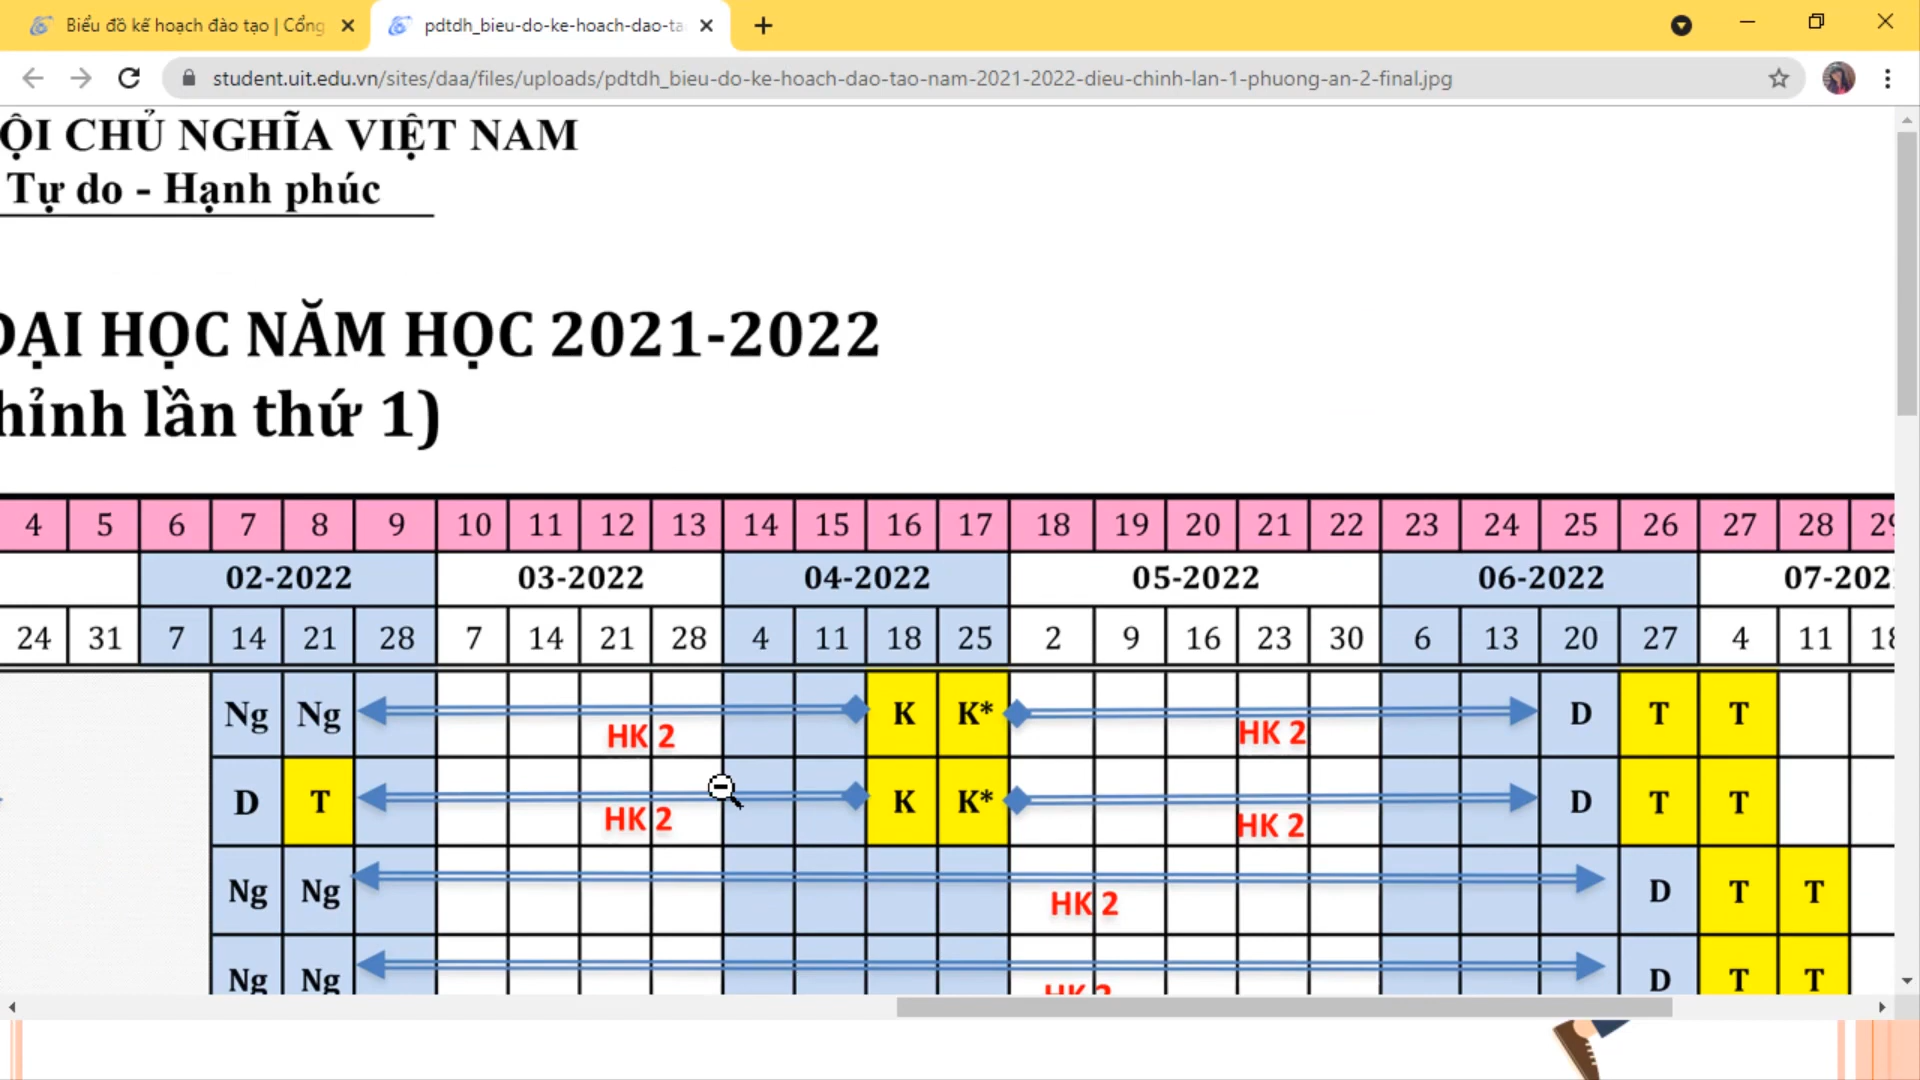 Biểu đồ kế hoạch đào tạo | Cổng
pdtdh_bieu-do-ke-hoach-dao-ta
student.uit.edu.vn/sites/daa/files/uploads/pdtdh_bieu-do-ke-hoach-dao-tao-nam-2021-2022-dieu-chinh-lan-1-phuong-an-2-final.jpg
ỘI CHỦ NGHĨA VIỆT NAM
Tự do - Hạnh phúc
ĐẠI HỌC NĂM HỌC 2021-2022
hỉnh lần thứ 1)
4 5 6 7 8 9 10 11 12 13 14 15 16 17 18 19 20 21 22 23 24 25 26 27 28 29
02-2022 03-2022 04-2022 05-2022 06-2022 07-202
24 31 7 14 21 28 7 14 21 28 4 11 18 25 2 9 16 23 30 6 13 20 27 4 11 18
Ng Ng HK 2 K K* HK 2 D T T
D T HK 2 K K* HK 2 D T T
Ng Ng HK 2 D T T
Ng Ng HK 2 D T T